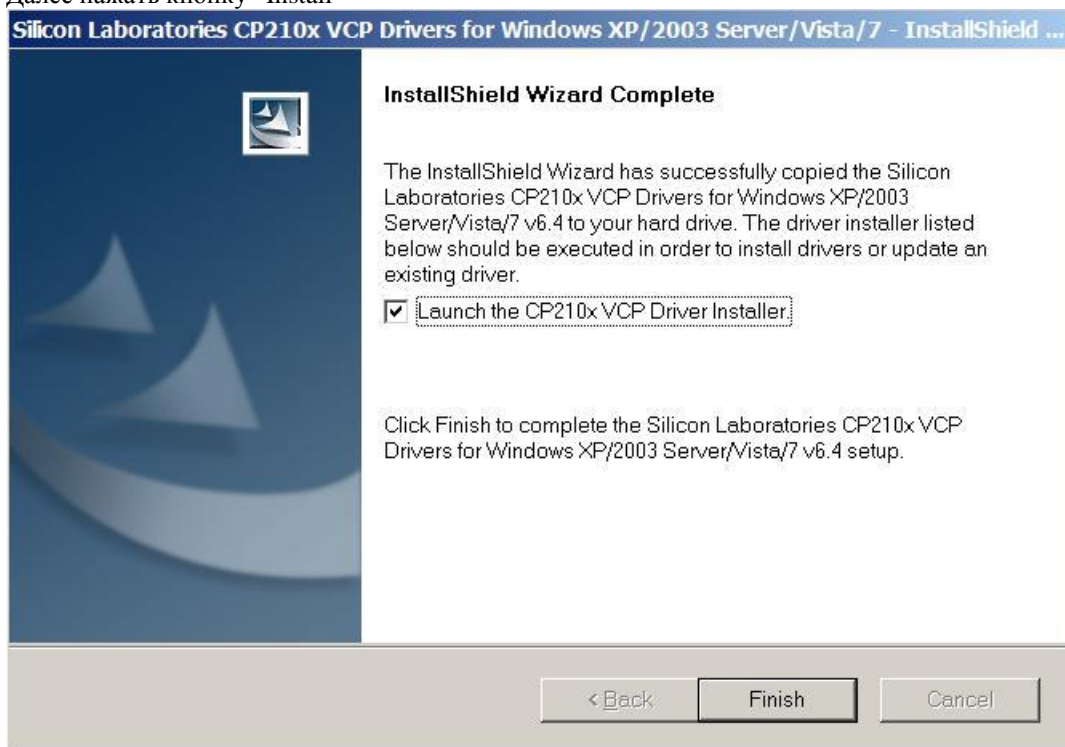 Далее нажать кнопку "Install"
Silicon Laboratories CP210x VCP Drivers for Windows XP/2003 Server/Vista/7 - InstallShield ...
InstallShield Wizard Complete
The InstallShield Wizard has successfully copied the Silicon
Laboratories CP210x VCP Drivers for Windows XP/2003
Server/Vista/7 v6.4 to your hard drive. The driver installer listed
below should be executed in order to install drivers or update an
existing driver.
Launch the CP210x VCP Driver Installer.
Click Finish to complete the Silicon Laboratories CP210x VCP
Drivers for Windows XP/2003 Server/Vista/7 v6.4 setup.
< Back Finish Cancel